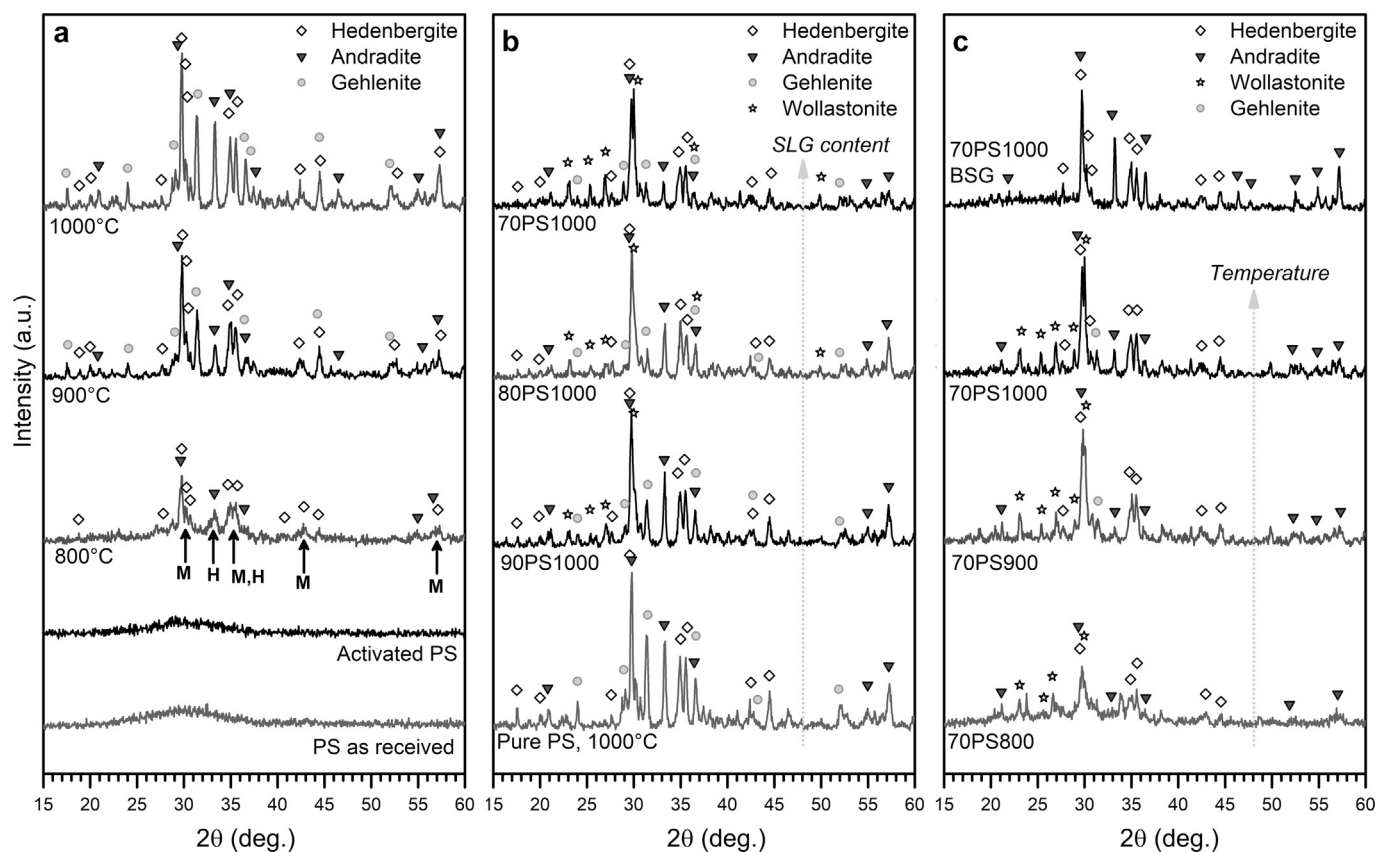 Intensity (a.u.)
a
Hedenbergite
Andradite
Gehlenite
1000°C
900°C
800°C
M
H
M,H
M
M
Activated PS
PS as received
15 20 25 30 35 40 45 50 55 60
2θ (deg.)
b
Hedenbergite
Andradite
Gehlenite
Wollastonite
SLG content
70PS1000
80PS1000
90PS1000
Pure PS, 1000°C
15 20 25 30 35 40 45 50 55 60
2θ (deg.)
c
Hedenbergite
Andradite
Wollastonite
Gehlenite
70PS1000
BSG
Temperature
70PS1000
70PS900
70PS800
15 20 25 30 35 40 45 50 55 60
2θ (deg.)